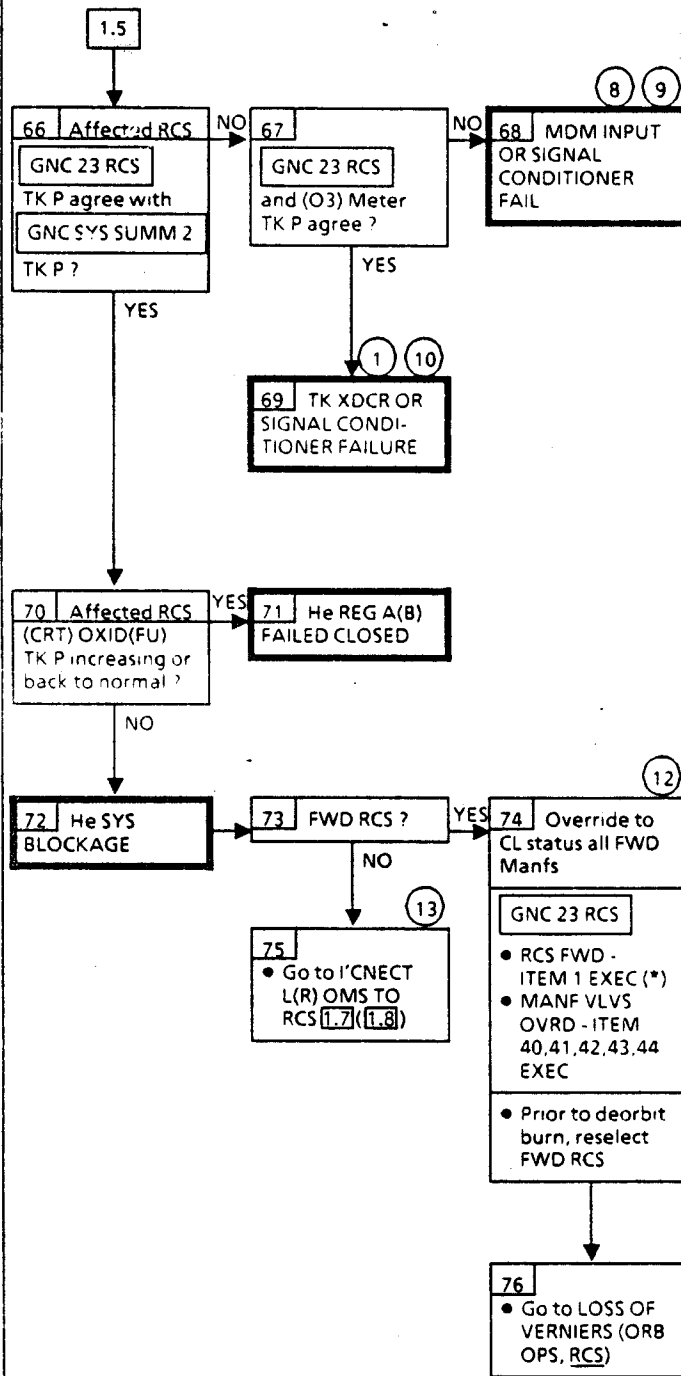 1.5
66 Affected RCS
GNC 23 RCS
TK P agree with
GNC SYS SUMM 2
TK P ?
NO
YES
67
GNC 23 RCS
and (O3) Meter
TK P agree ?
NO
YES
8 9
68 MDM INPUT
OR SIGNAL
CONDITIONER
FAIL
1 10
69 TK XDCR OR
SIGNAL CONDI-
TIONER FAILURE
70 Affected RCS
(CRT) OXID(FU)
TK P increasing or
back to normal ?
YES
NO
71 He REG A(B)
FAILED CLOSED
72 He SYS
BLOCKAGE
73 FWD RCS ?
YES
NO
12
74 Override to
CL status all FWD
Manfs
GNC 23 RCS
• RCS FWD -
ITEM 1 EXEC (*)
• MANF VLVS
OVRD - ITEM
40,41,42,43,44
EXEC
• Prior to deorbit
burn, reselect
FWD RCS
13
75
• Go to I'CNECT
L(R) OMS TO
RCS 1.7 (1.8)
76
• Go to LOSS OF
VERNIERS (ORB
OPS, RCS)